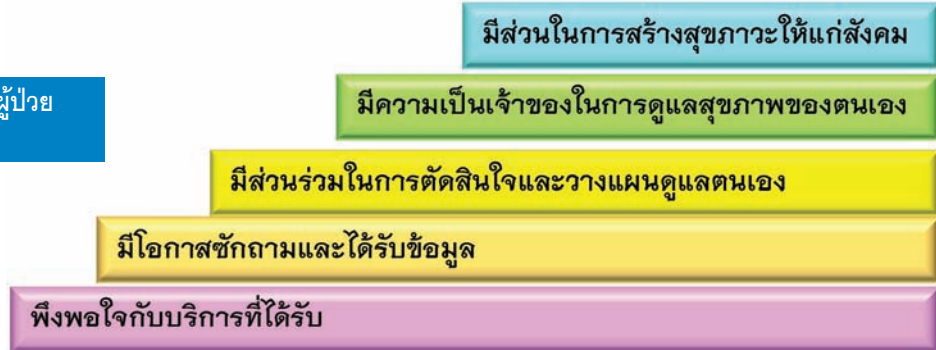 มีส่วนในการสร้างสุขภาวะให้แก่สังคม
ผู้ป่วย
มีความเป็นเจ้าของในการดูแลสุขภาพของตนเอง
มีส่วนร่วมในการตัดสินใจและวางแผนดูแลตนเอง
มีโอกาสซักถามและได้รับข้อมูล
พึงพอใจกับบริการที่ได้รับ